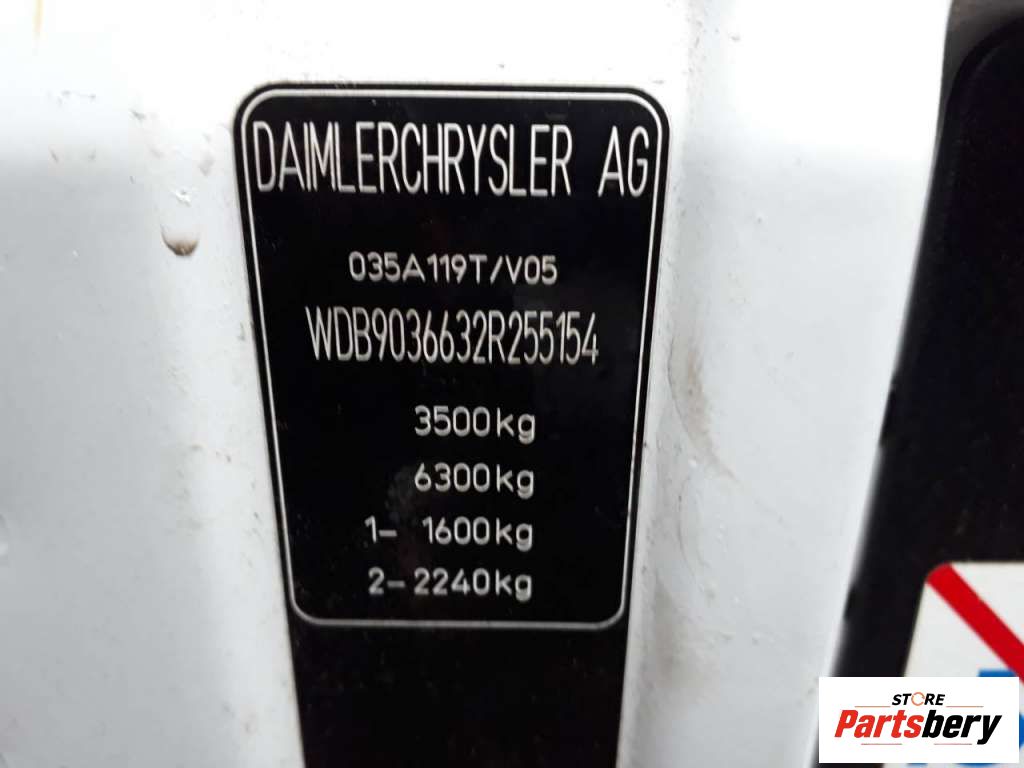 DAIMLERCHRYSLER AG
035A119T/V05
WDB9036632R255154
3500kg
6300kg
1- 1600kg
2-2240kg
STORE
Partsbery